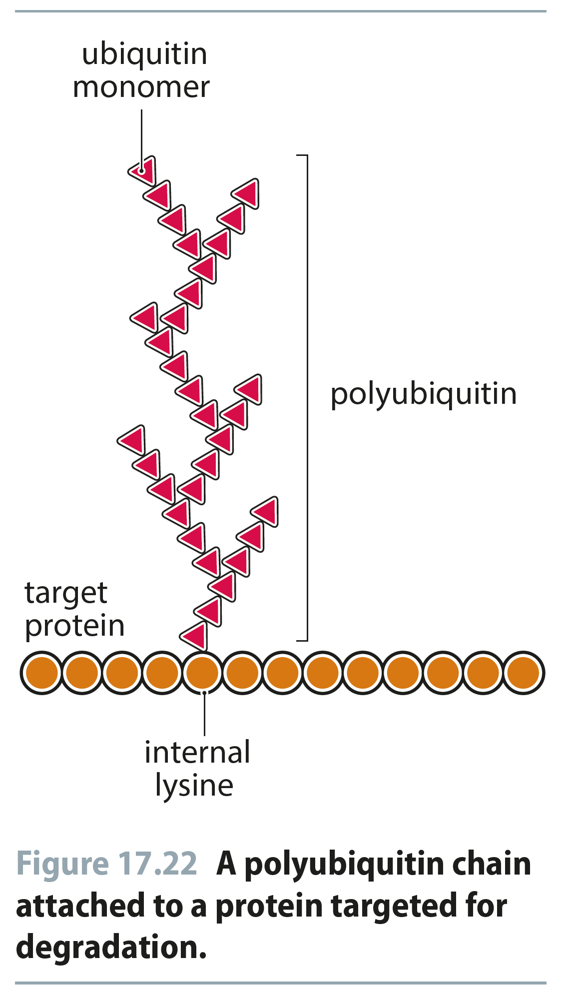 ubiquitin
monomer
polyubiquitin
target
protein
internal
lysine
Figure 17.22 A polyubiquitin chain
attached to a protein targeted for
degradation.